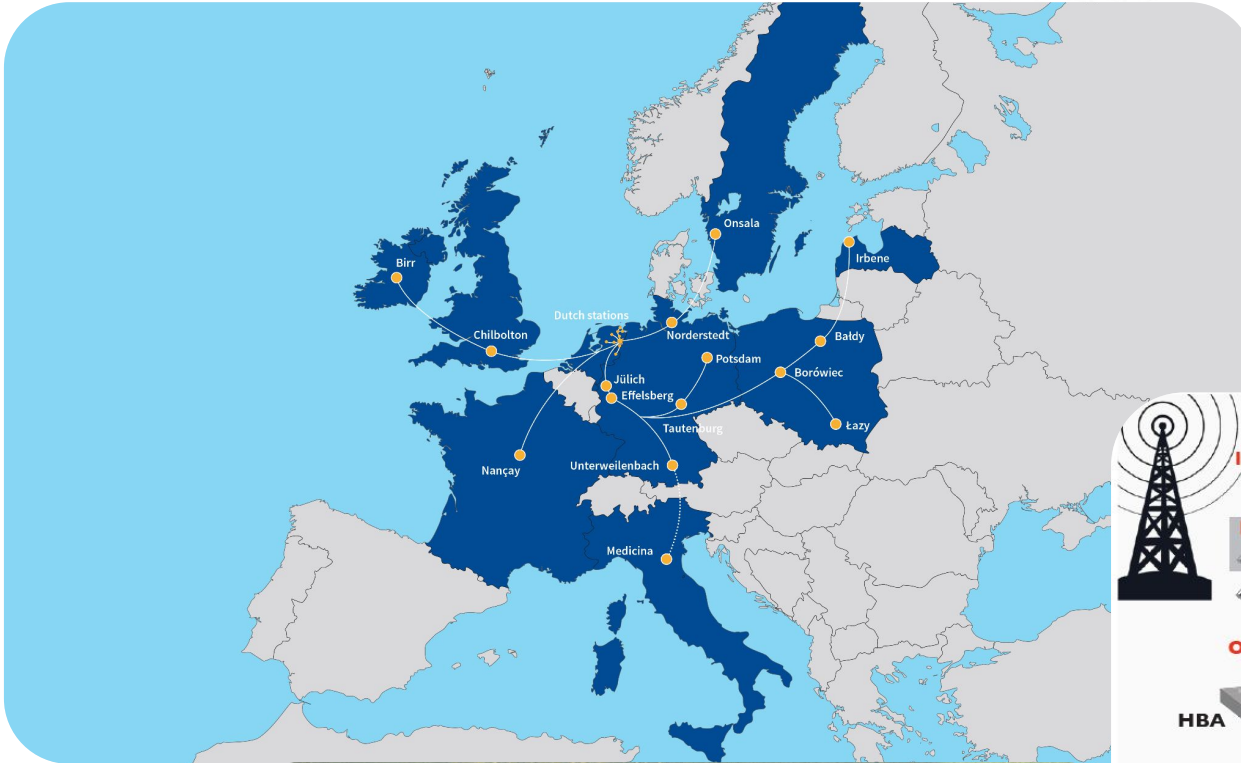 Onsala
Irbene
Birr
Dutch stations
Chilbolton
Norderstedt
Bałdy
Potsdam
Borówiec
Jülich
Effelsberg
Tautenburg
Łazy
Nançay
Unterweilenbach
Medicina
HBA